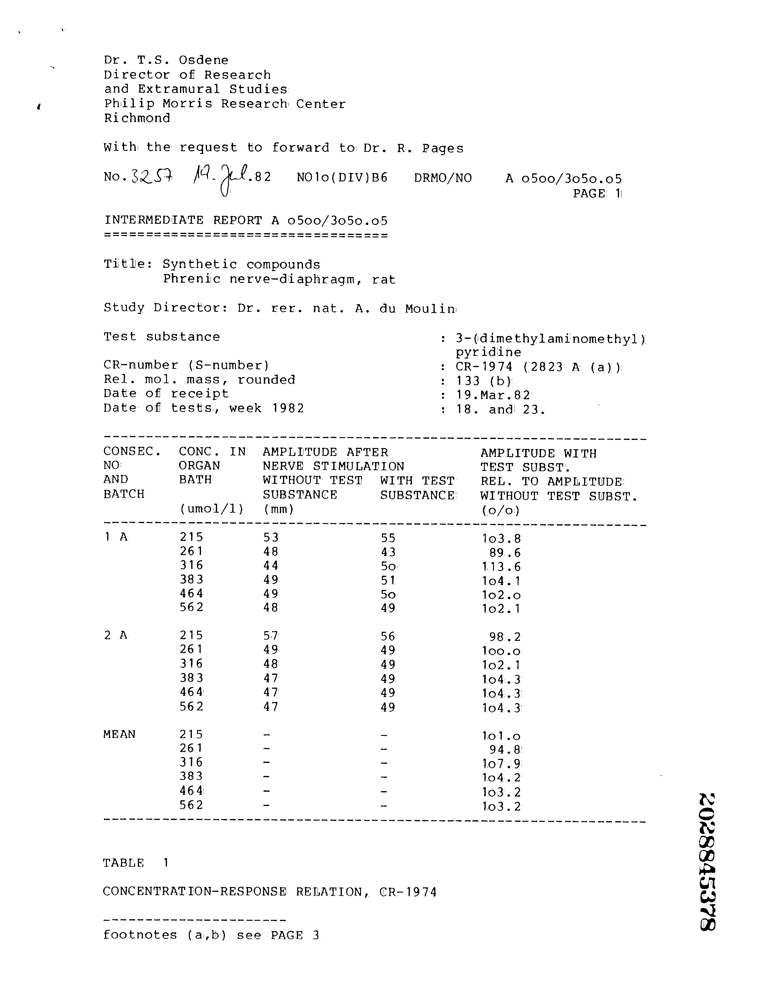 Dr. T.S. Osdene
Director of Research
and Extramural Studies
Philip Morris Research Center
Richmond
With the request to forward to Dr. R. Pages
No. 3257 19. Jul.82 NO1o(DIV)B6 DRMO/NO A o5oo/3o5o.o5
PAGE 1
INTERMEDIATE REPORT A o5oo/3o5o.o5
==================================
Title: Synthetic compounds
Phrenic nerve-diaphragm, rat
Study Director: Dr. rer. nat. A. du Moulin
Test substance : 3-(dimethylaminomethyl)
pyridine
CR-number (S-number) : CR-1974 (2823 A (a))
Rel. mol. mass, rounded : 133 (b)
Date of receipt : 19.Mar.82
Date of tests, week 1982 : 18. and 23.
CONSEC. CONC. IN AMPLITUDE AFTER AMPLITUDE WITH
NO ORGAN NERVE STIMULATION TEST SUBST.
AND BATH WITHOUT TEST WITH TEST REL. TO AMPLITUDE
BATCH SUBSTANCE SUBSTANCE WITHOUT TEST SUBST.
(umol/l) (mm) (o/o)
1 A 215 53 55 1o3.8
261 48 43 89.6
316 44 5o 113.6
383 49 51 1o4.1
464 49 5o 1o2.o
562 48 49 1o2.1
2 A 215 57 56 98.2
261 49 49 1oo.o
316 48 49 1o2.1
383 47 49 1o4.3
464 47 49 1o4.3
562 47 49 1o4.3
MEAN 215 - - 1o1.o
261 - - 94.8
316 - - 1o7.9
383 - - 1o4.2
464 - - 1o3.2
562 - - 1o3.2
TABLE 1
CONCENTRATION-RESPONSE RELATION, CR-1974
footnotes (a,b) see PAGE 3
2028845378